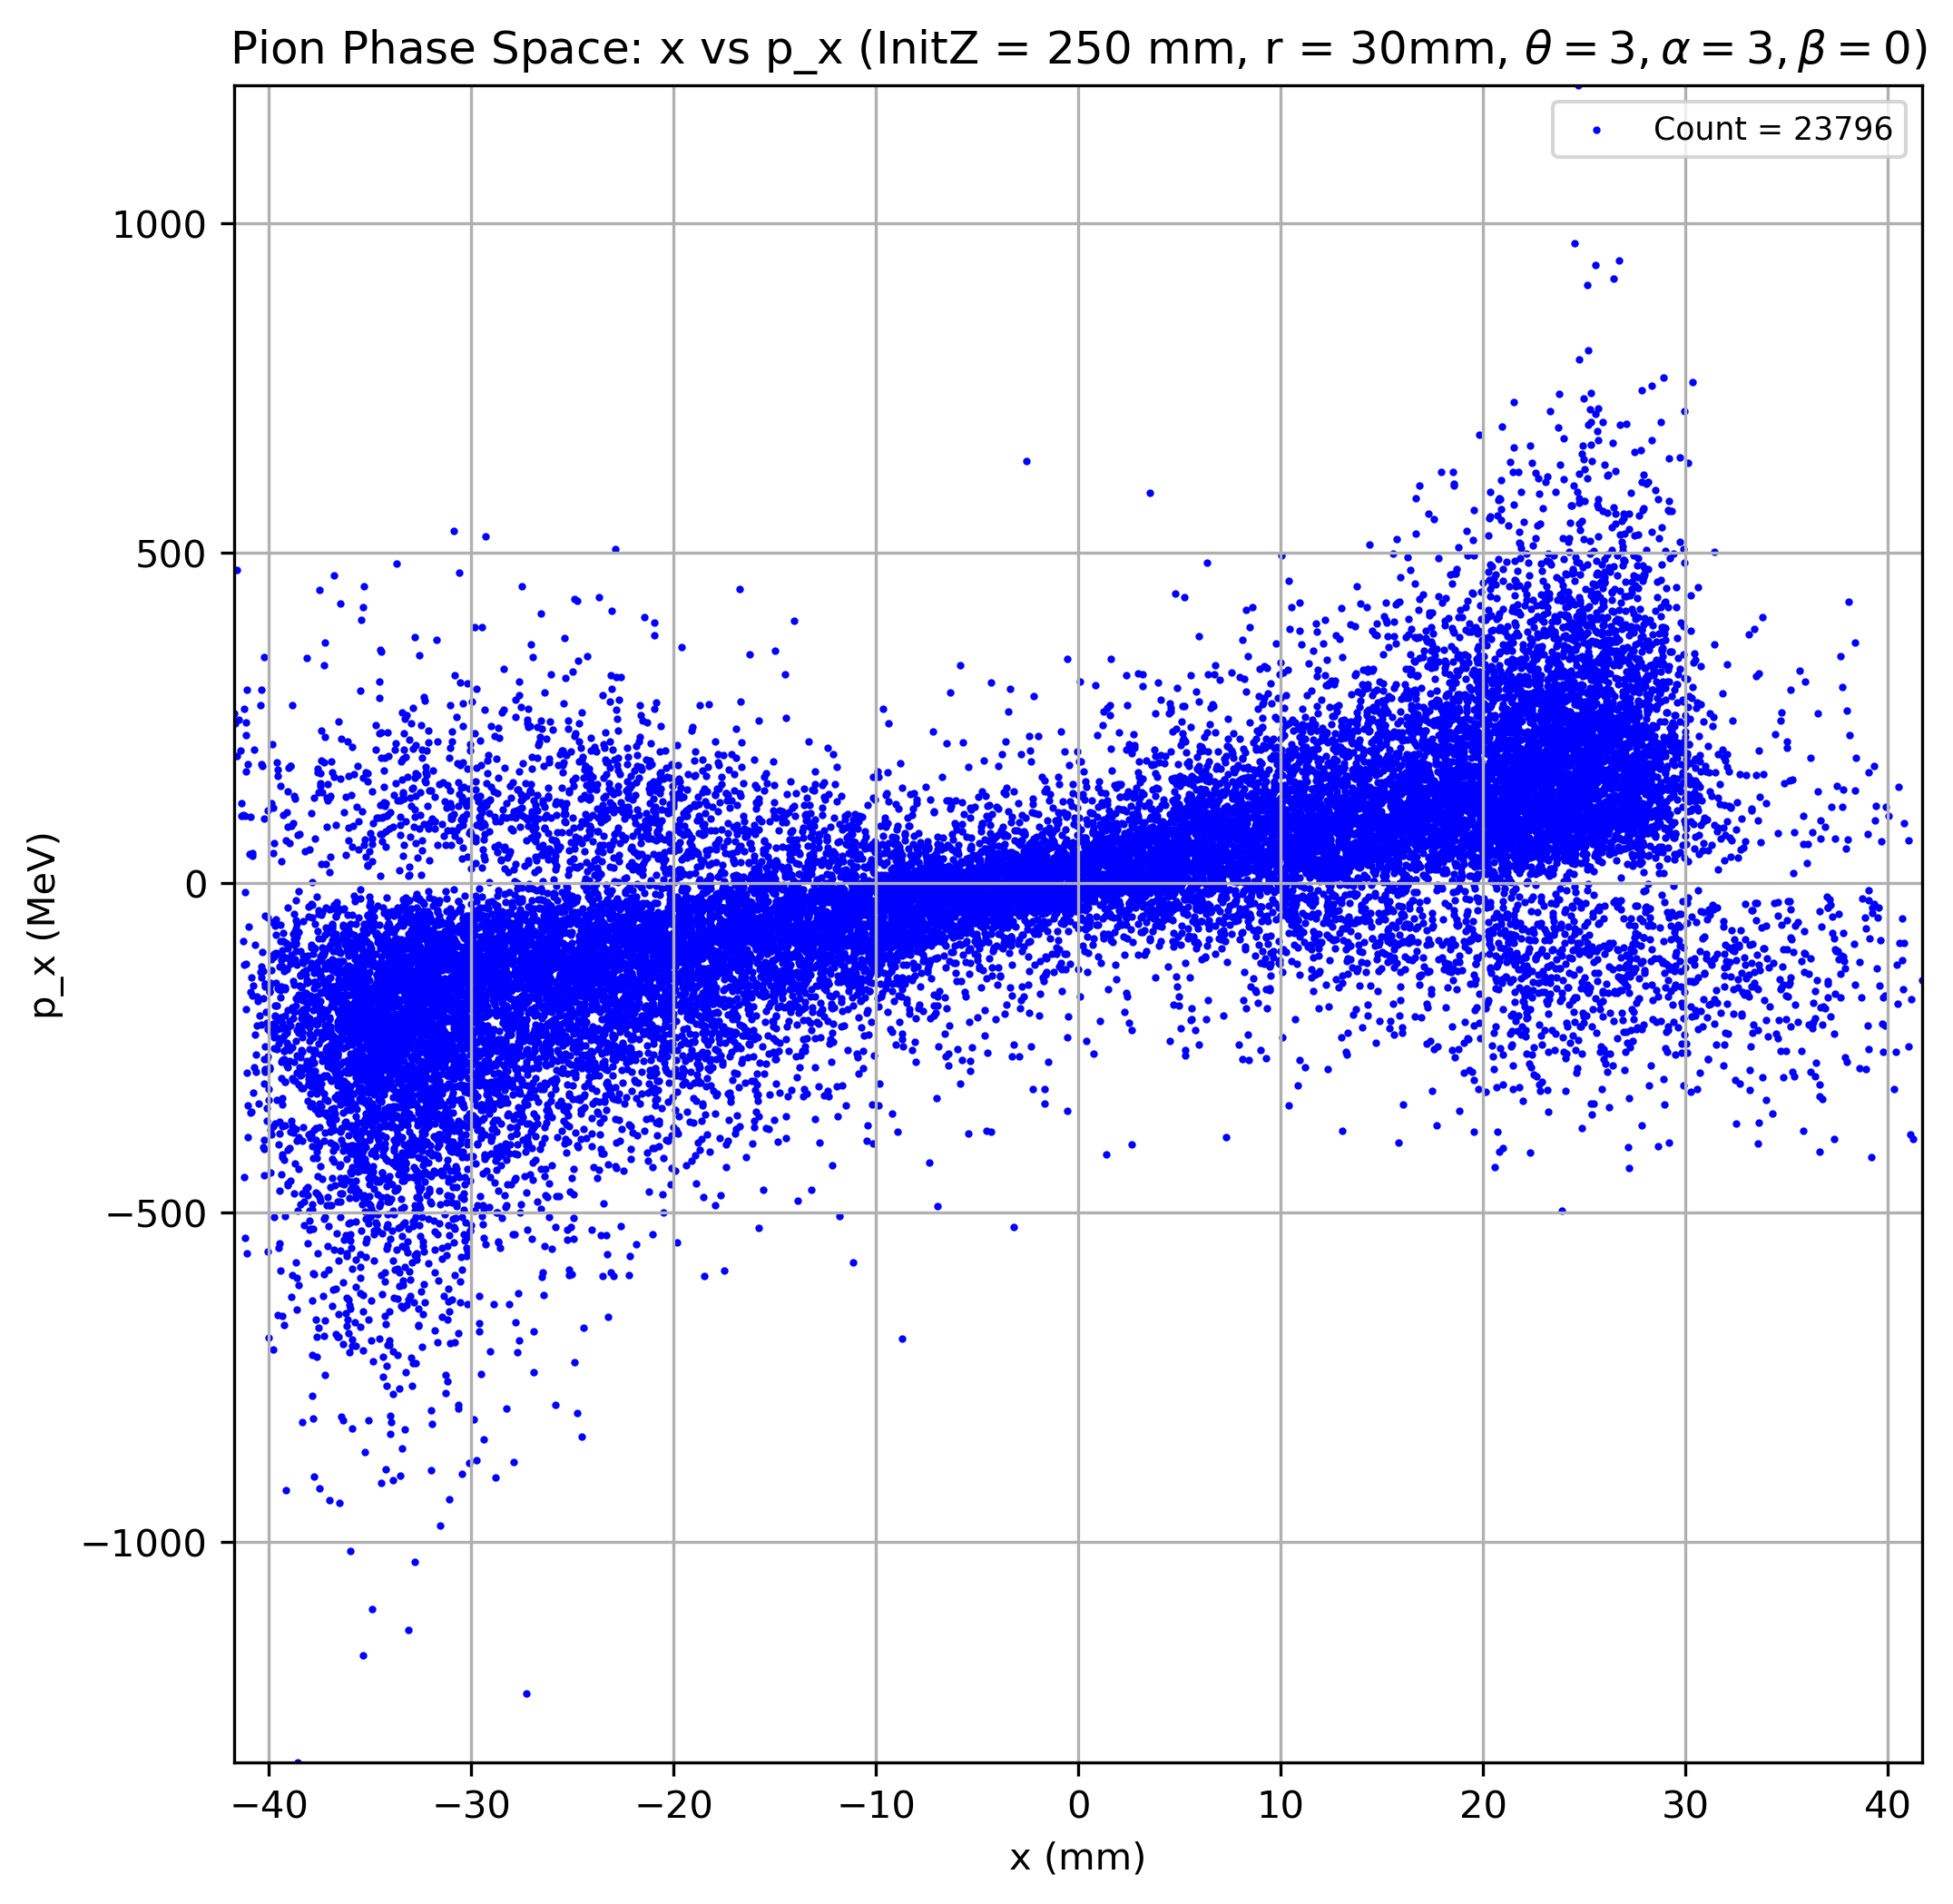 Pion Phase Space: x vs p_x (InitZ = 250 mm, r = 30mm, θ = 3, α = 3, β = 0)
Count = 23796
1000
500
0
−500
−1000
p_x (MeV)
−40 −30 −20 −10 0 10 20 30 40
x (mm)